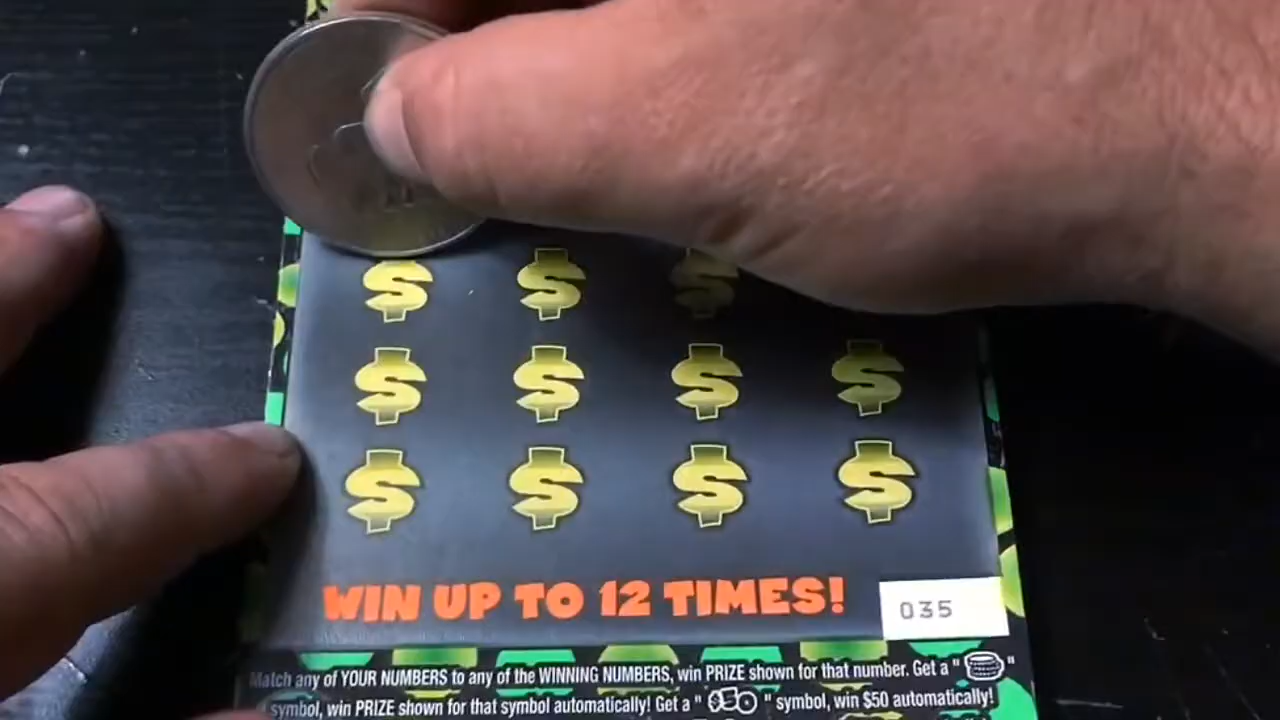 $ $ $
$ $ $ $
$ $ $ $
WIN UP TO 12 TIMES!
035
Match any of YOUR NUMBERS to any of the WINNING NUMBERS, win PRIZE shown for that number. Get a " "
symbol, win PRIZE shown for that symbol automatically! Get a " $50 " symbol, win $50 automatically!